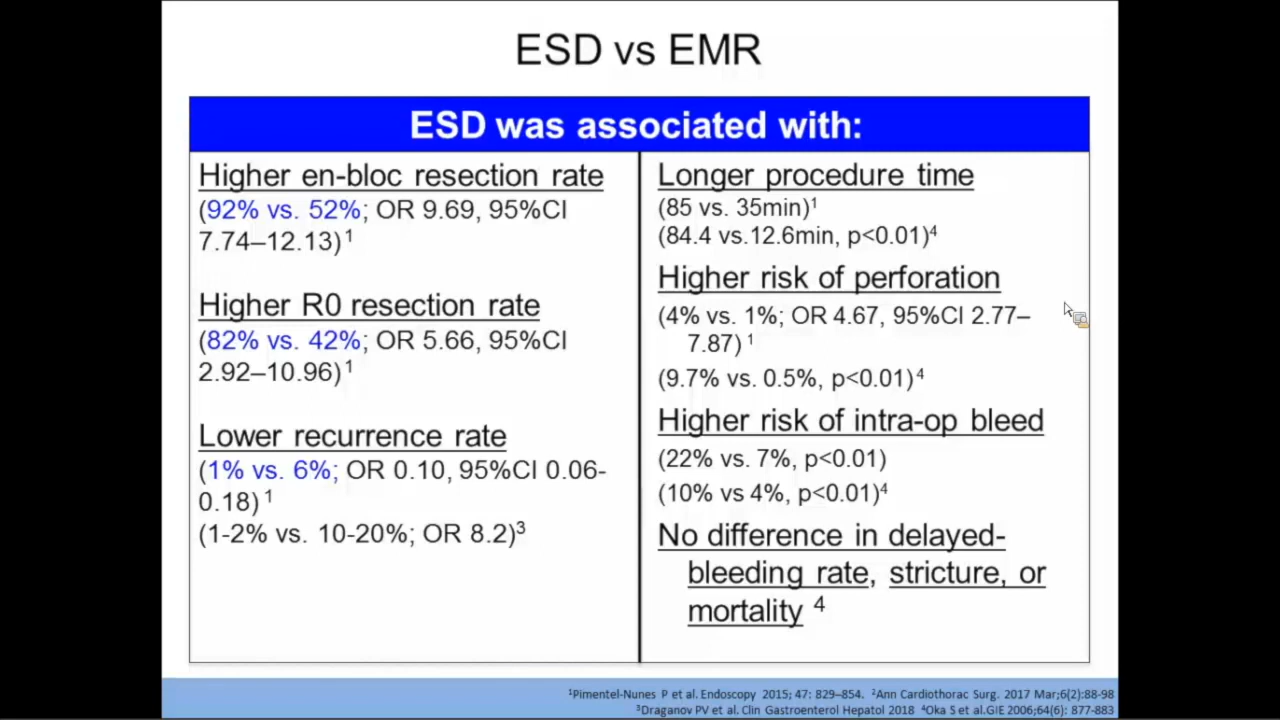 ESD vs EMR
ESD was associated with:
Higher en-bloc resection rate
(92% vs. 52%; OR 9.69, 95%CI
7.74–12.13)¹
Higher R0 resection rate
(82% vs. 42%; OR 5.66, 95%CI
2.92–10.96)¹
Lower recurrence rate
(1% vs. 6%; OR 0.10, 95%CI 0.06-
0.18) ¹
(1-2% vs. 10-20%; OR 8.2)³
Longer procedure time
(85 vs. 35min)¹
(84.4 vs.12.6min, p<0.01)⁴
Higher risk of perforation
(4% vs. 1%; OR 4.67, 95%CI 2.77–
7.87) ¹
(9.7% vs. 0.5%, p<0.01)⁴
Higher risk of intra-op bleed
(22% vs. 7%, p<0.01)
(10% vs 4%, p<0.01)⁴
No difference in delayed-
bleeding rate, stricture, or
mortality ⁴
¹Pimentel-Nunes P et al. Endoscopy 2015; 47: 829–854. ²Ann Cardiothorac Surg. 2017 Mar;6(2):88-98
³Draganov PV et al. Clin Gastroenterol Hepatol 2018 ⁴Oka S et al.GIE 2006;64(6): 877-883